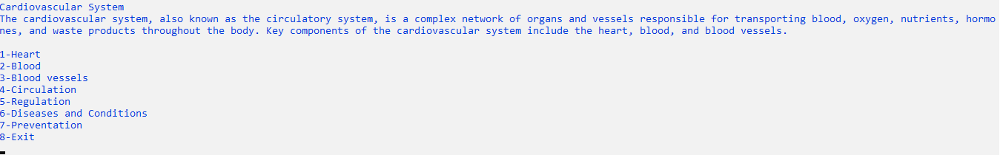 Cardiovascular System
The cardiovascular system, also known as the circulatory system, is a complex network of organs and vessels responsible for transporting blood, oxygen, nutrients, hormo
nes, and waste products throughout the body. Key components of the cardiovascular system include the heart, blood, and blood vessels.
1-Heart
2-Blood
3-Blood vessels
4-Circulation
5-Regulation
6-Diseases and Conditions
7-Preventation
8-Exit